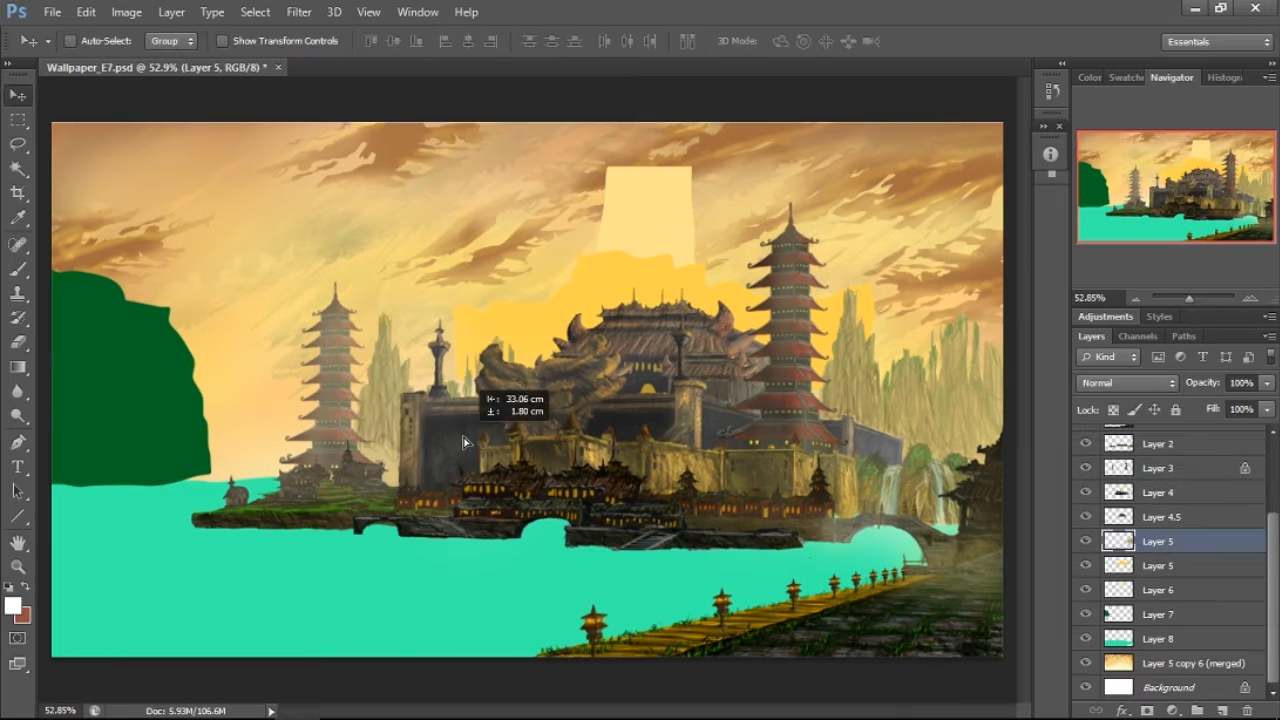 Ps File Edit Image Layer Type Select Filter 3D View Window Help
Auto-Select: Group Show Transform Controls 3D Mode: Essentials
Wallpaper_E7.psd @ 52.9% (Layer 5, RGB/8) *
Color Swatche Navigator Histogra
52.85%
Adjustments Styles
Layers Channels Paths
Kind
Normal Opacity: 100%
Lock: Fill: 100%
33.06 cm
1.80 cm
Layer 2
Layer 3
Layer 4
Layer 4.5
Layer 5
Layer 5
Layer 6
Layer 7
Layer 8
Layer 5 copy 6 (merged)
Background
52.85% Doc: 5.93M/106.6M